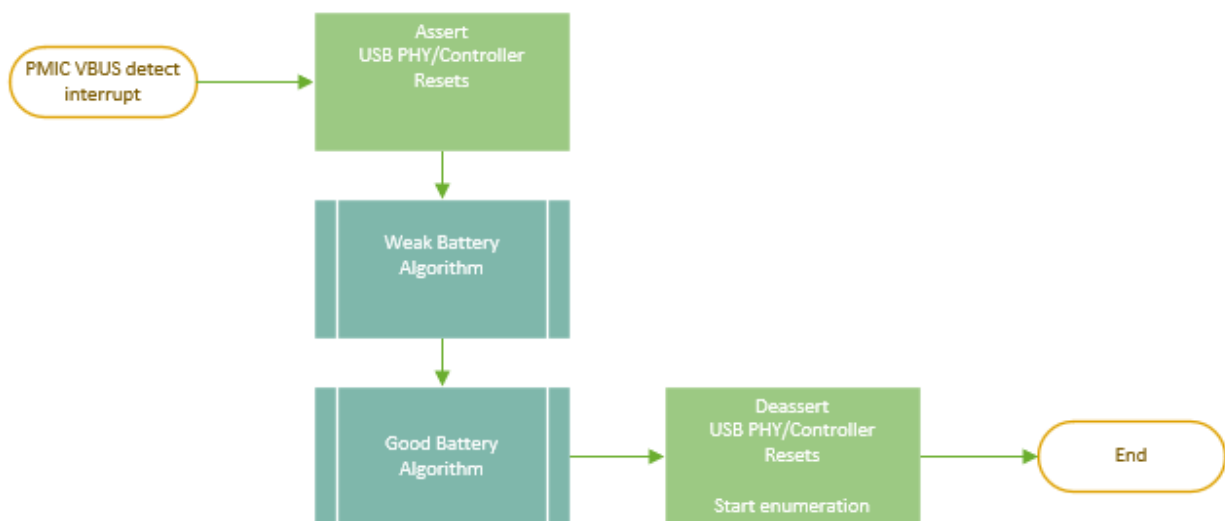 PMIC VBUS detect
interrupt
Assert
USB PHY/Controller
Resets
Weak Battery
Algorithm
Good Battery
Algorithm
Deassert
USB PHY/Controller
Resets
Start enumeration
End